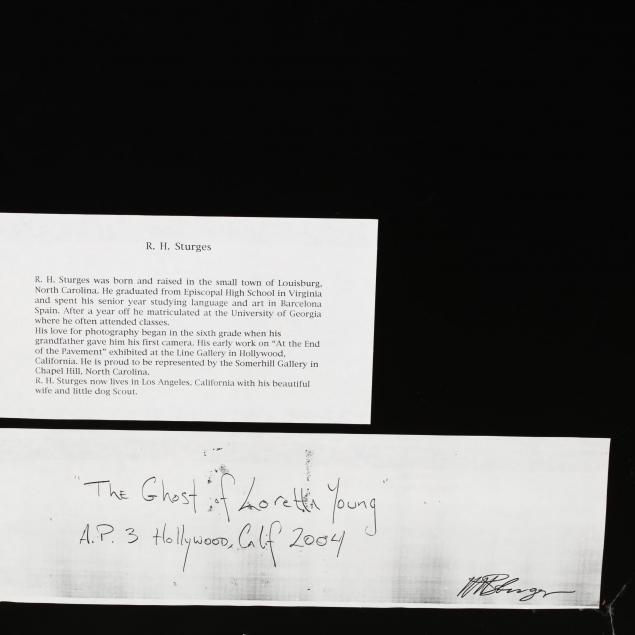 R. H. Sturges
R. H. Sturges was born and raised in the small town of Louisburg,
North Carolina. He graduated from Episcopal High School in Virginia
and spent his senior year studying language and art in Barcelona
Spain. After a year off he matriculated at the University of Georgia
where he often attended classes.
His love for photography began in the sixth grade when his
grandfather gave him his first camera. His early work on "At the End
of the Pavement" exhibited at the Line Gallery in Hollywood,
California. He is proud to be represented by the Somerhill Gallery in
Chapel Hill, North Carolina.
R. H. Sturges now lives in Los Angeles, California with his beautiful
wife and little dog Scout.
"The Ghost of Loretta Young"
A.P. 3 Hollywood, Calif 2004